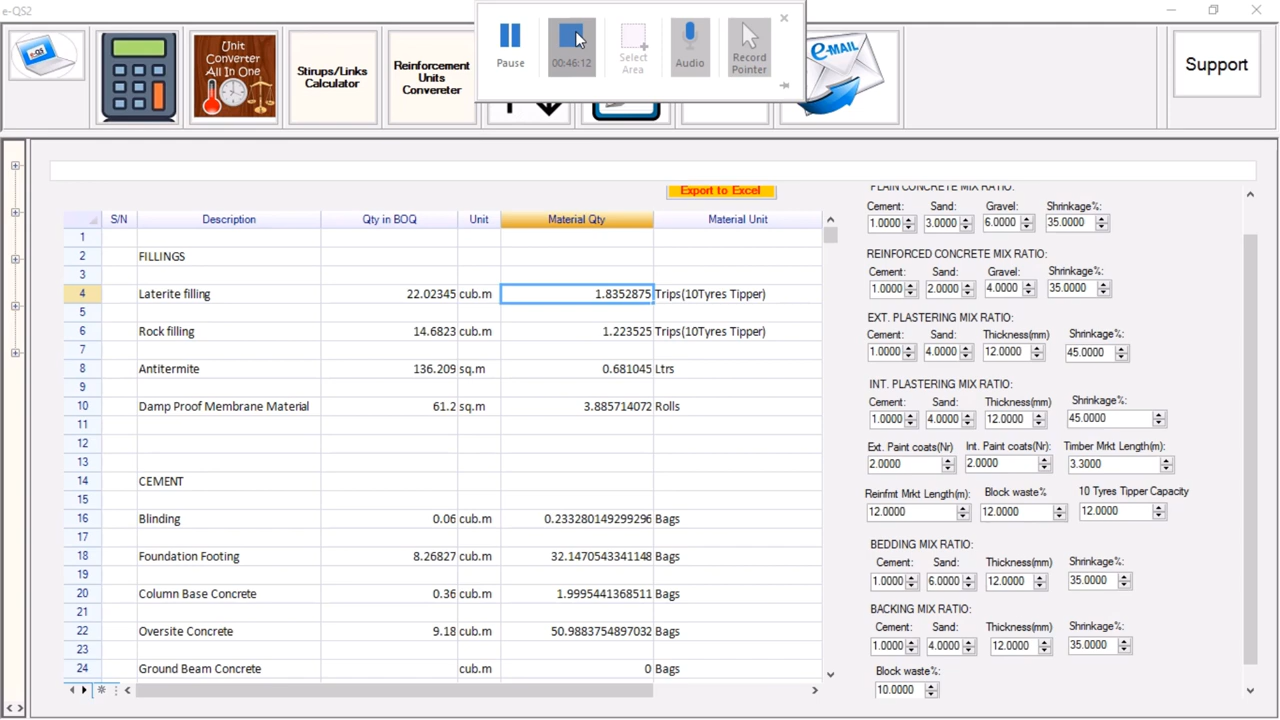 e-QS2
Pause
00:46:12
Select Area
Audio
Record Pointer
e-QS
Unit Converter All In One
Stirups/Links Calculator
Reinforcement Units Convereter
e-MAIL
Support
Export to Excel
S/N Description Qty in BOQ Unit Material Qty Material Unit
1
2 FILLINGS
3
4 Laterite filling 22.02345 cub.m 1.8352875 Trips(10Tyres Tipper)
5
6 Rock filling 14.6823 cub.m 1.223525 Trips(10Tyres Tipper)
7
8 Antitermite 136.209 sq.m 0.681045 Ltrs
9
10 Damp Proof Membrane Material 61.2 sq.m 3.885714072 Rolls
11
12
13
14 CEMENT
15
16 Blinding 0.06 cub.m 0.233280149299296 Bags
17
18 Foundation Footing 8.26827 cub.m 32.1470543341148 Bags
19
20 Column Base Concrete 0.36 cub.m 1.9995441368511 Bags
21
22 Oversite Concrete 9.18 cub.m 50.9883754897032 Bags
23
24 Ground Beam Concrete cub.m 0 Bags
PLAIN CONCRETE MIX RATIO:
Cement: Sand: Gravel: Shrinkage%:
1.0000 3.0000 6.0000 35.0000
REINFORCED CONCRETE MIX RATIO:
Cement: Sand: Gravel: Shrinkage%:
1.0000 2.0000 4.0000 35.0000
EXT. PLASTERING MIX RATIO:
Cement: Sand: Thickness(mm) Shrinkage%:
1.0000 4.0000 12.0000 45.0000
INT. PLASTERING MIX RATIO:
Cement: Sand: Thickness(mm) Shrinkage%:
1.0000 4.0000 12.0000 45.0000
Ext. Paint coats(Nr) Int. Paint coats(Nr): Timber Mrkt Length(m):
2.0000 2.0000 3.3000
Reinfmt Mrkt Length(m): Block waste% 10 Tyres Tipper Capacity
12.0000 12.0000 12.0000
BEDDING MIX RATIO:
Cement: Sand: Thickness(mm) Shrinkage%:
1.0000 6.0000 12.0000 35.0000
BACKING MIX RATIO:
Cement: Sand: Thickness(mm) Shrinkage%:
1.0000 4.0000 12.0000 35.0000
Block waste%:
10.0000